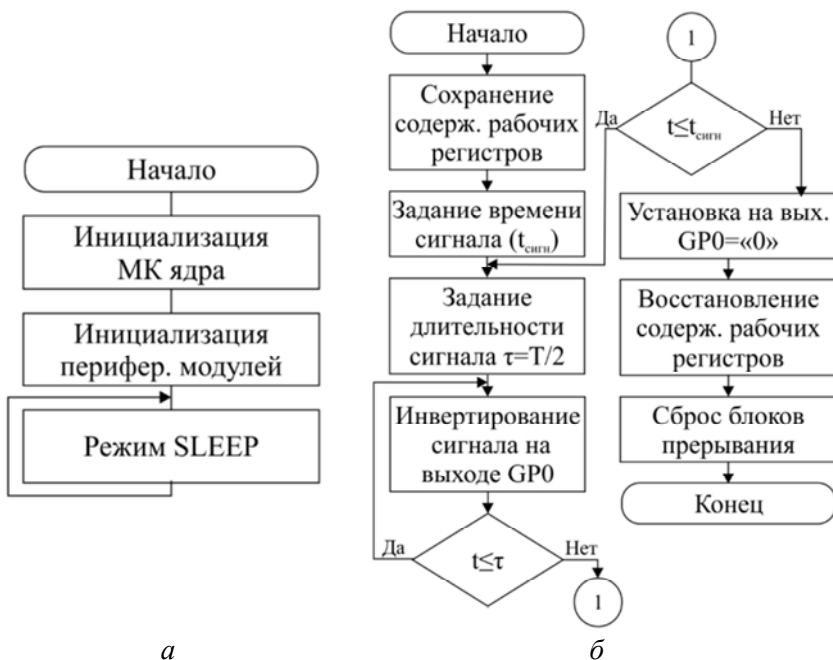 Начало
Инициализация
МК ядра
Инициализация
перифер. модулей
Режим SLEEP
а
Начало
Сохранение
содерж. рабочих
регистров
Задание времени
сигнала (tсигн)
Задание
длительности
сигнала τ=T/2
Инвертирование
сигнала на
выходе GP0
Да
t≤τ
Нет
1
1
Да
t≤tсигн
Нет
Установка на вых.
GP0=«0»
Восстановление
содерж. рабочих
регистров
Сброс блоков
прерывания
Конец
б